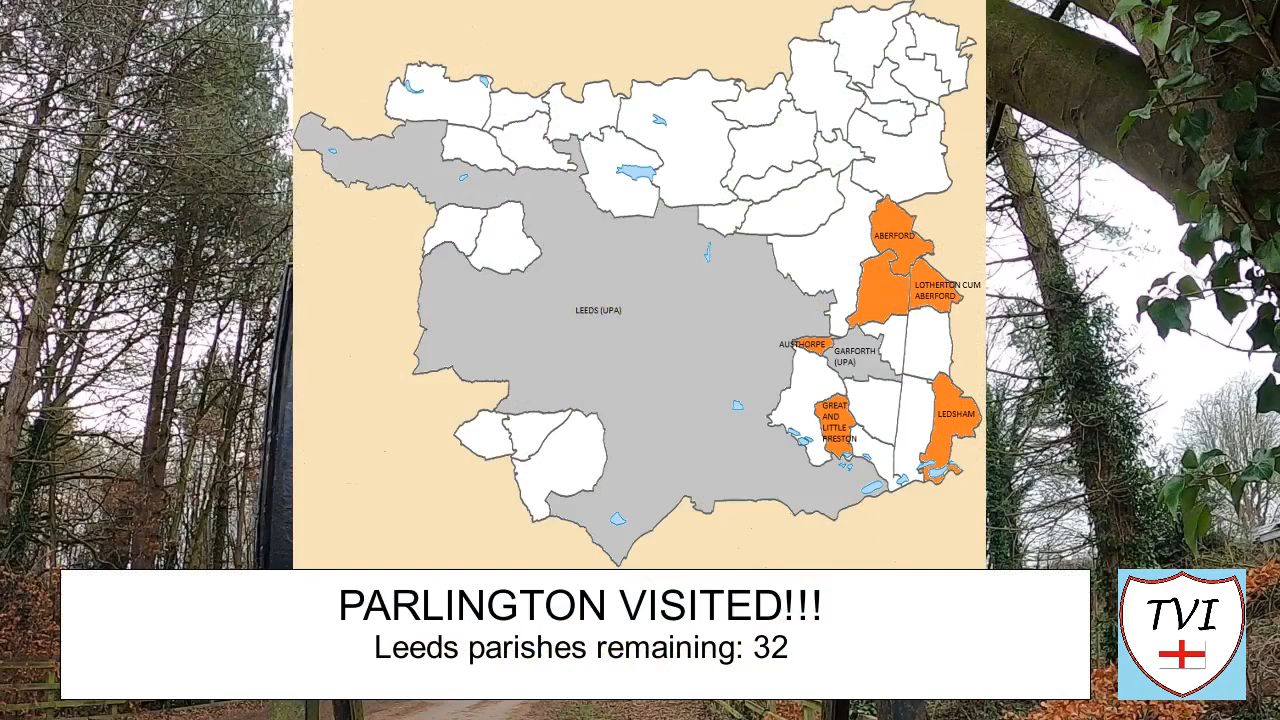 ABERFORD
LOTHERTON CUM
ABERFORD
LEEDS (UPA)
AUSTHORPE
GARFORTH
(UPA)
GREAT
AND
LITTLE
PRESTON
LEDSHAM
PARLINGTON VISITED!!!
Leeds parishes remaining: 32
TVI